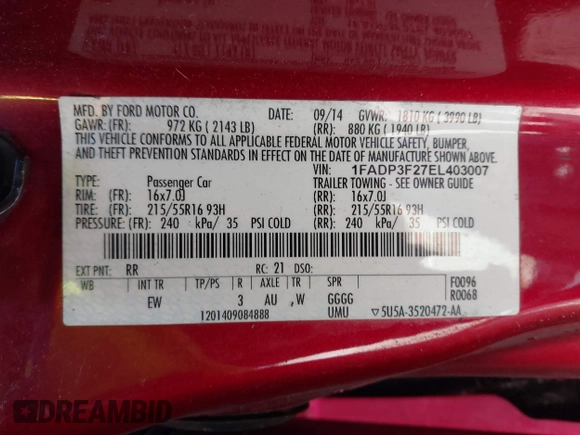 MFD. BY FORD MOTOR CO. DATE: 09/14 GVWR: 1810 KG ( 3990 LB)
GAWR: (FR): 972 KG ( 2143 LB) (RR): 880 KG ( 1940 LB)
THIS VEHICLE CONFORMS TO ALL APPLICABLE FEDERAL MOTOR VEHICLE SAFETY, BUMPER,
AND THEFT PREVENTION STANDARDS IN EFFECT ON THE DATE OF MANUFACTURE SHOWN ABOVE.
VIN: 1FADP3F27EL403007
TYPE: Passenger Car TRAILER TOWING - SEE OWNER GUIDE
RIM: 16x7.0J (RR): 16x7.0J
TIRE: 215/55R16 93H (RR): 215/55R16 93H
PRESSURE: (FR): 240 kPa/ 35 PSI COLD (RR): 240 kPa/ 35 PSI COLD
EXT PNT: RR RC: 21 DSO:
WB INT TR TP/PS R AXLE TR SPR F0096
EW 3 AU , W GGGG R0068
1201409084888 UMU 5U5A-3520472-AA
DREAMBID